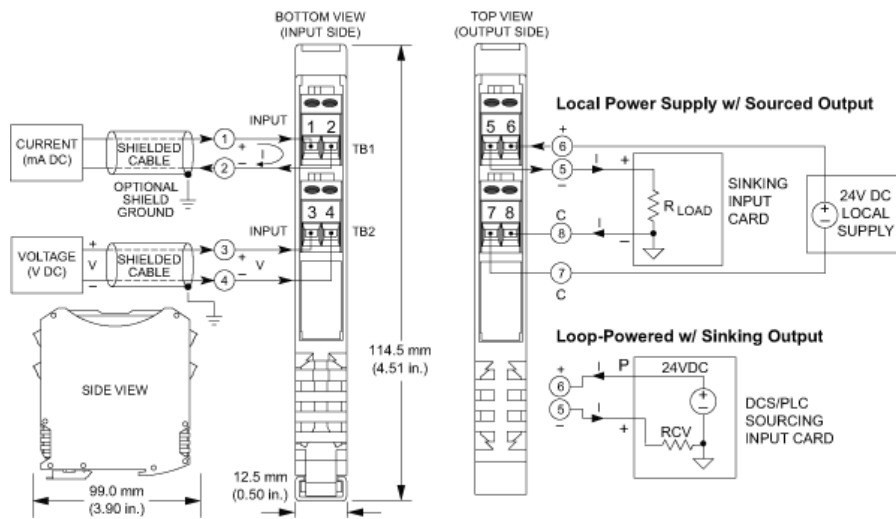 BOTTOM VIEW
(INPUT SIDE)
TOP VIEW
(OUTPUT SIDE)
CURRENT
(mA DC)
SHIELDED
CABLE
OPTIONAL
SHIELD
GROUND
1
2
INPUT
+
I
–
1 2
TB1
VOLTAGE
(V DC)
+
V
–
SHIELDED
CABLE
3
4
INPUT
+
V
–
3 4
TB2
SIDE VIEW
99.0 mm
(3.90 in.)
114.5 mm
(4.51 in.)
12.5 mm
(0.50 in.)
5 6
7 8
Local Power Supply w/ Sourced Output
+
6
5
–
I
+
R LOAD
SINKING
INPUT
CARD
C
8
I
–
7
C
+
–
24V DC
LOCAL
SUPPLY
Loop-Powered w/ Sinking Output
+
6
5
–
I
P
24VDC
I
+
RCV
+
–
DCS/PLC
SOURCING
INPUT CARD